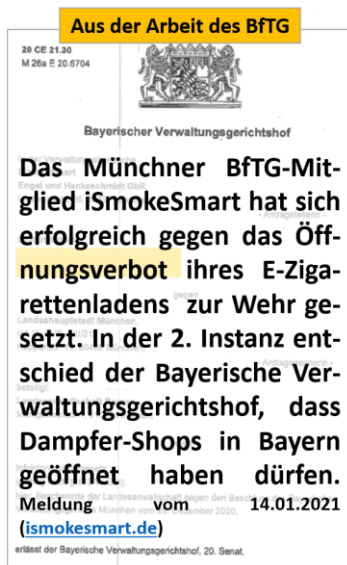 Aus der Arbeit des BfTG
20 CE 21.30
M 26a E 20.6704
Bayerischer Verwaltungsgerichtshof
Das Münchner BfTG-Mit-
glied iSmokeSmart hat sich
erfolgreich gegen das Öff-
nungsverbot ihres E-Ziga-
rettenladens zur Wehr ge-
setzt. In der 2. Instanz ent-
schied der Bayerische Ver-
waltungsgerichtshof, dass
Dampfer-Shops in Bayern
geöffnet haben dürfen.
Meldung vom 14.01.2021
(ismokesmart.de)
erlässt der Bayerische Verwaltungsgerichtshof, 20. Senat,